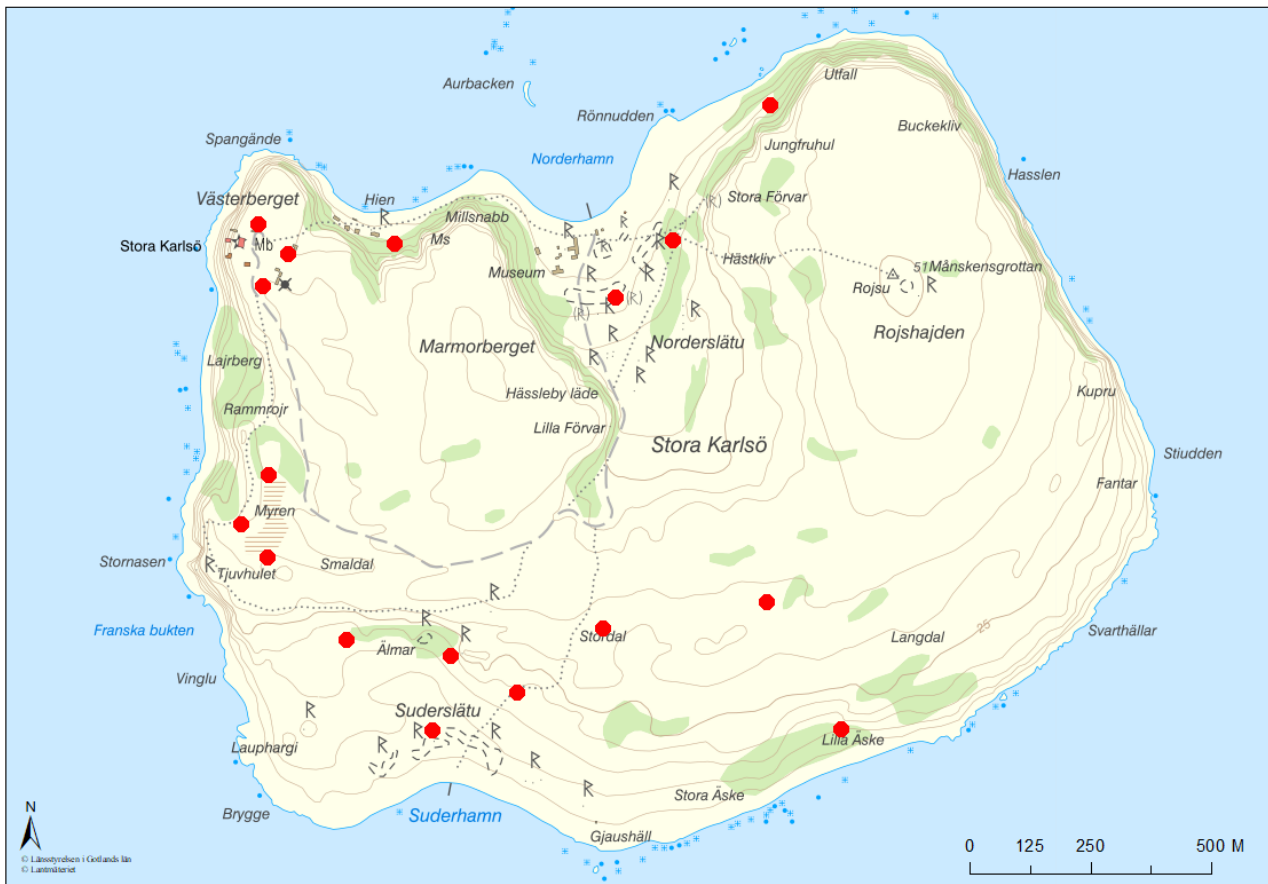 Aurbacken
Utfall
Rönnudden
Buckekliv
Spangände
Jungfruhul
Norderhamn
Hasslen
Västerberget
Hien
Stora Förvar
(R)
Millsnabb
Stora Karlsö
Mb
Ms
R
Museum
Hästkliv
51
Månskensgrottan
Rojsu
(R)
(R)
Rojshajden
Marmorberget
Norderslätu
Lajrberg
Hässleby läde
Kupru
Rammrojr
Lilla Förvar
Stora Karlsö
Stiudden
Fantar
Myren
Stornasen
Tjuvhulet
Smaldal
Franska bukten
Stordal
Langdal
25
Svarthällar
Älmar
Vinglu
Suderslätu
Lauphargi
Lilla Äske
Stora Äske
Brygge
Suderhamn
Gjaushäll
N
© Länsstyrelsen i Gotlands län
© Lantmäteriet
0 125 250 500 M